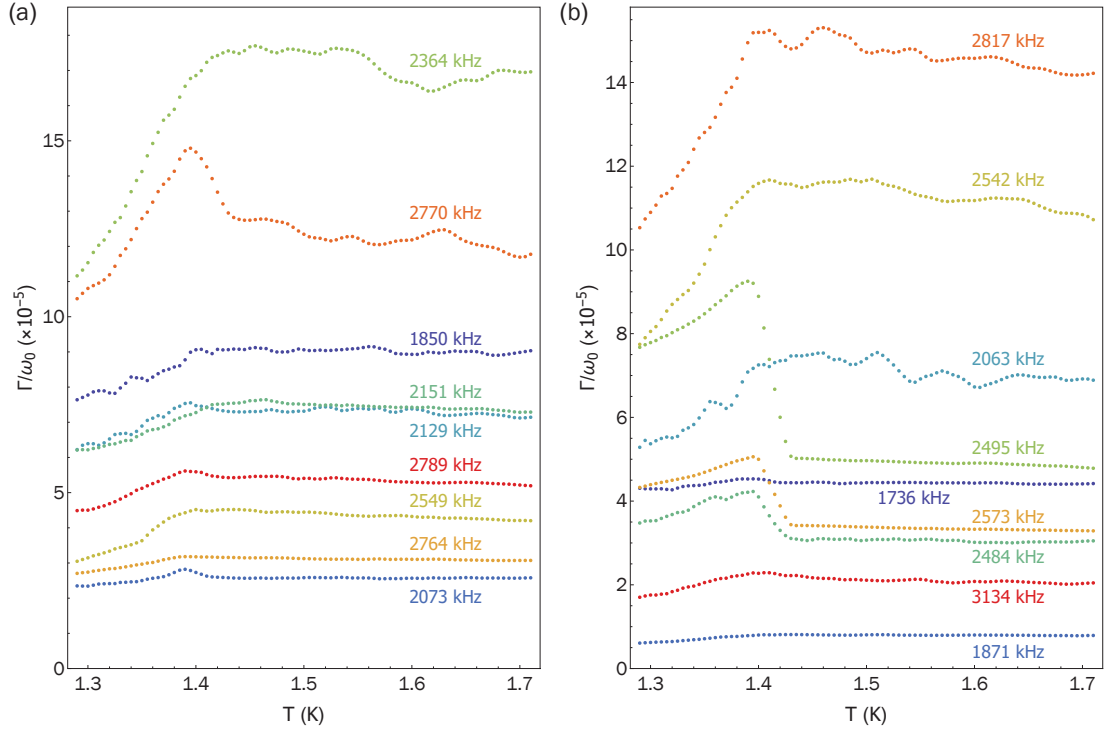 (a)
2364 kHz
2770 kHz
1850 kHz
2151 kHz
2129 kHz
2789 kHz
2549 kHz
2764 kHz
2073 kHz
15
10
5
0
1.3 1.4 1.5 1.6 1.7
T (K)
Γ/ω₀ (×10⁻⁵)
(b)
2817 kHz
2542 kHz
2063 kHz
2495 kHz
1736 kHz
2573 kHz
2484 kHz
3134 kHz
1871 kHz
14
12
10
8
6
4
2
0
1.3 1.4 1.5 1.6 1.7
T (K)
Γ/ω₀ (×10⁻⁵)